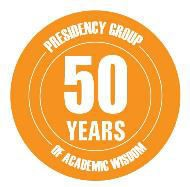 PRESIDENCY GROUP
50
YEARS
OF ACADEMIC WISDOM